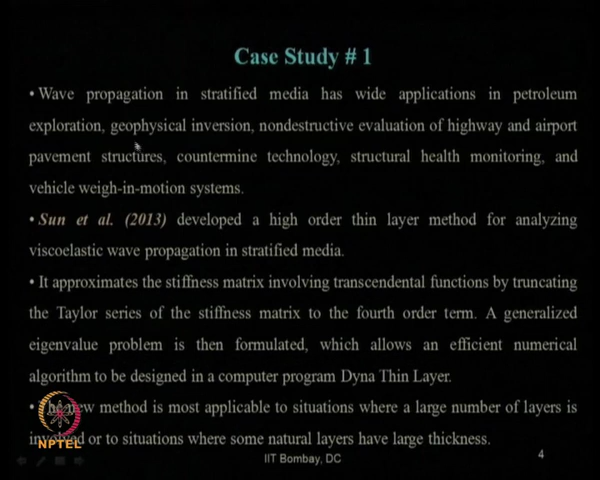 Case Study # 1
• Wave propagation in stratified media has wide applications in petroleum
exploration, geophysical inversion, nondestructive evaluation of highway and airport
pavement structures, countermine technology, structural health monitoring, and
vehicle weigh-in-motion systems.
• Sun et al. (2013) developed a high order thin layer method for analyzing
viscoelastic wave propagation in stratified media.
• It approximates the stiffness matrix involving transcendental functions by truncating
the Taylor series of the stiffness matrix to the fourth order term. A generalized
eigenvalue problem is then formulated, which allows an efficient numerical
algorithm to be designed in a computer program Dyna Thin Layer.
• The new method is most applicable to situations where a large number of layers is
involved or to situations where some natural layers have large thickness.
NPTEL
IIT Bombay, DC
4